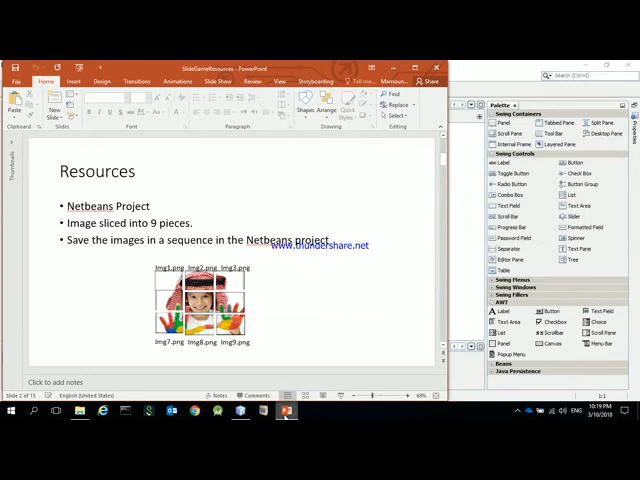 SlideGameResources - PowerPoint
File Home Insert Design Transitions Animations Slide Show Review View Storyboarding Tell me... Mamoun... Share
Paste New Slide Shapes Arrange Quick Styles Find Replace Select
Clipboard Slides Font Paragraph Drawing Editing
Thumbnails
Resources
• Netbeans Project
• Image sliced into 9 pieces.
• Save the images in a sequence in the Netbeans project
www.thundershare.net
Img1.png Img2.png Img3.png
Img7.png Img8.png Img9.png
Click to add notes
Slide 2 of 15 English (United States) Notes Comments 68%
Search (Ctrl+I)
Palette
Properties
Swing Containers
Panel Tabbed Pane Split Pane
Scroll Pane Tool Bar Desktop Pane
Internal Frame Layered Pane
Swing Controls
Label Button
Toggle Button Check Box
Radio Button Button Group
Combo Box List
Text Field Text Area
Scroll Bar Slider
Progress Bar Formatted Field
Password Field Spinner
Separator Text Pane
Editor Pane Tree
Table
Swing Menus
Swing Windows
Swing Fillers
AWT
Label Button Text Field
Text Area Checkbox Choice
List Scrollbar Scroll Pane
Panel Canvas Menu Bar
Popup Menu
Beans
Java Persistence
1:1
ENG
10:19 PM
3/10/2018